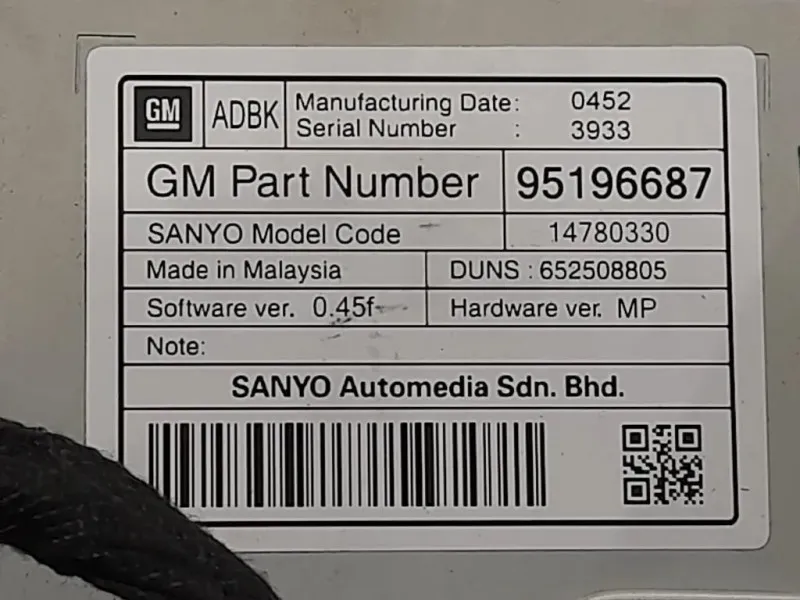 GM ADBK Manufacturing Date: 0452
Serial Number : 3933
GM Part Number 95196687
SANYO Model Code 14780330
Made in Malaysia DUNS : 652508805
Software ver. 0.45f Hardware ver. MP
Note:
SANYO Automedia Sdn. Bhd.